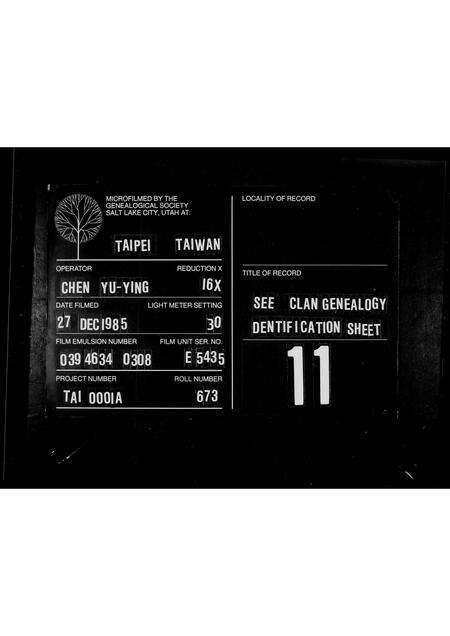 MICROFILMED BY THE
GENEALOGICAL SOCIETY
SALT LAKE CITY, UTAH AT:
TAIPEI TAIWAN
OPERATOR REDUCTION X
CHEN YU-YING 16X
DATE FILMED LIGHT METER SETTING
27 DEC 1985 30
FILM EMULSION NUMBER FILM UNIT SER. NO.
039 4634 0308 E 5435
PROJECT NUMBER ROLL NUMBER
TAI 0001A 673
LOCALITY OF RECORD
TITLE OF RECORD
SEE CLAN GENEALOGY
DENTIFICATION SHEET
11